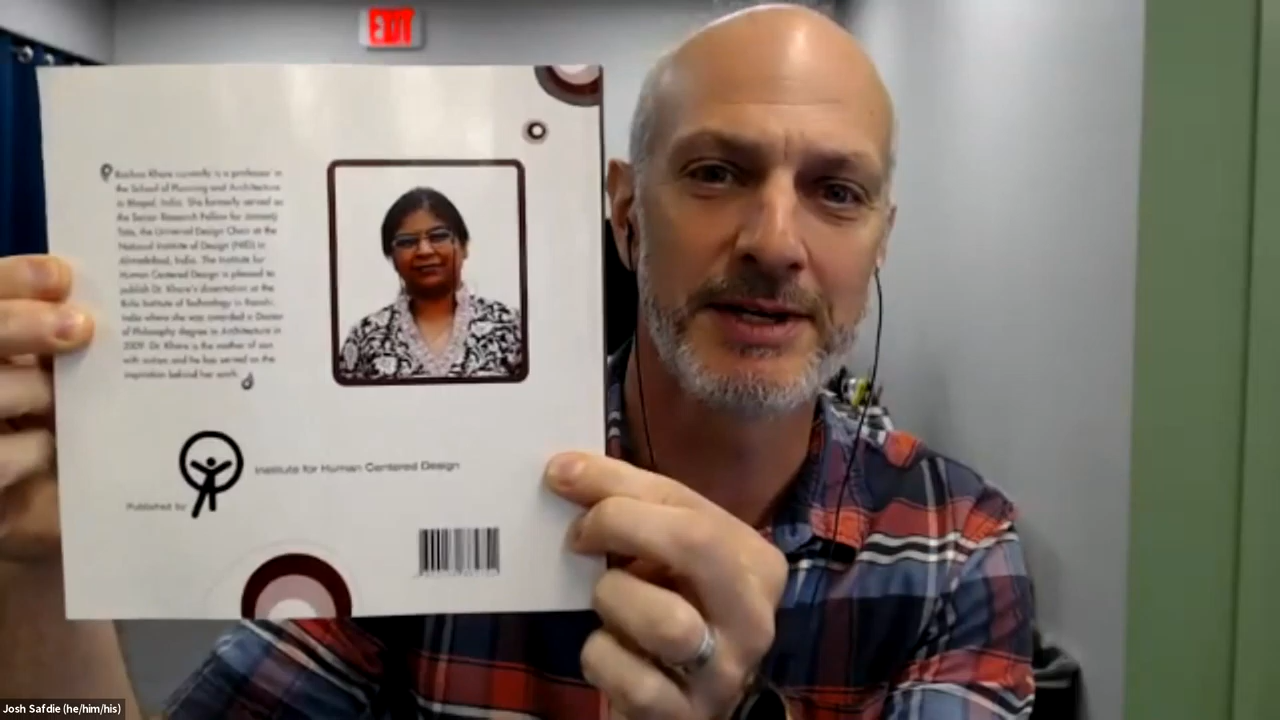 EXIT
Rachna Khare currently is a professor in
the School of Planning and Architecture
in Bhopal, India. She formerly served as
the Senior Research Fellow for
Tata, the Universal Design Chair at the
National Institute of Design (NID) in
Ahmedabad, India. The Institute for
Human Centered Design is pleased to
publish Dr. Khare's dissertation at the
Birla Institute of Technology in Ranchi,
India where she was awarded a Doctor
of Philosophy degree in Architecture in
2009. Dr. Khare is the mother of son
with autism and he has served as the
inspiration behind her work.
Institute for Human Centered Design
Published by
Josh Safdie (he/him/his)